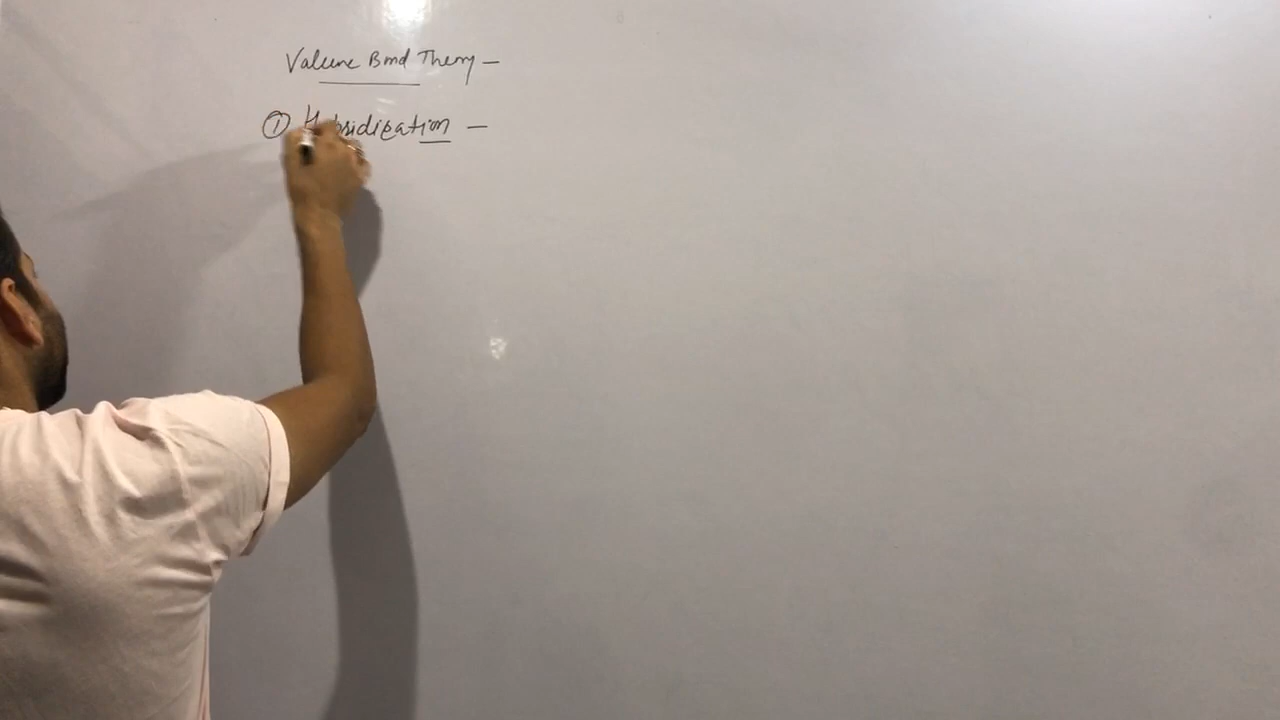 Valence Bond Theory –
① Hybridization –